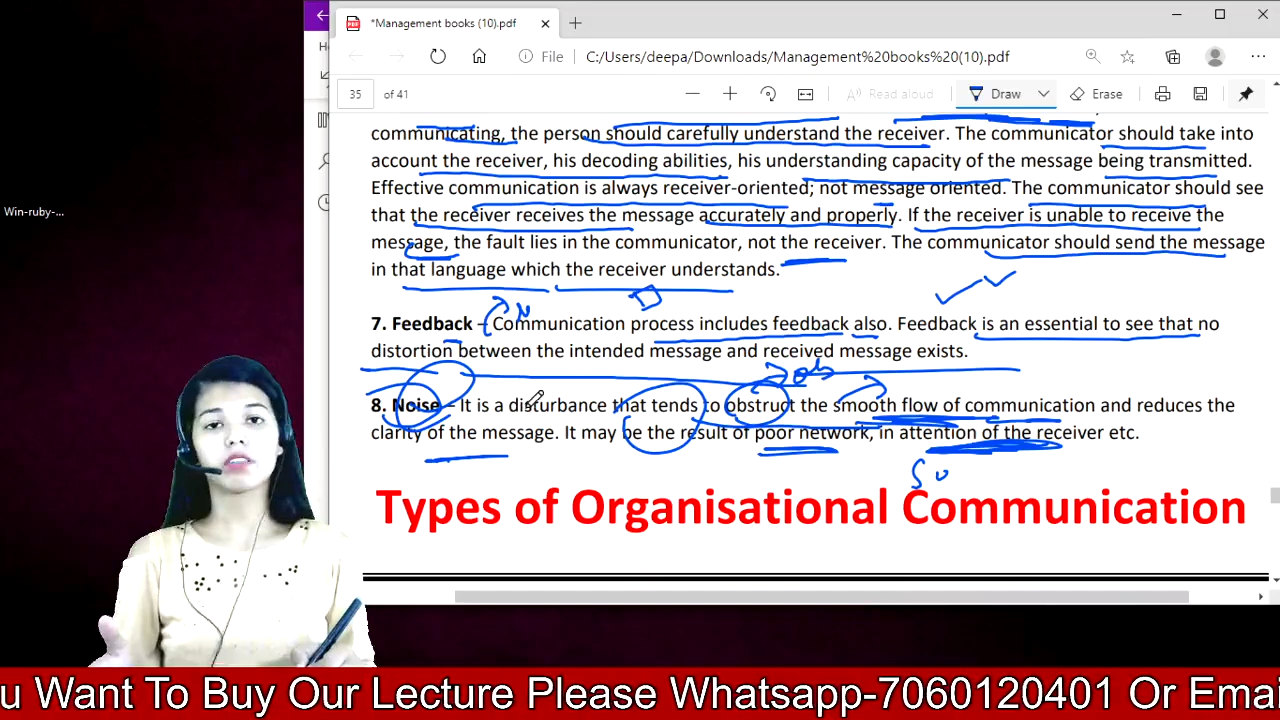 *Management books (10).pdf
File C:/Users/deepa/Downloads/Management%20books%20(10).pdf
35 of 41 Read aloud Draw Erase
communicating, the person should carefully understand the receiver. The communicator should take into
account the receiver, his decoding abilities, his understanding capacity of the message being transmitted.
Effective communication is always receiver-oriented; not message oriented. The communicator should see
that the receiver receives the message accurately and properly. If the receiver is unable to receive the
message, the fault lies in the communicator, not the receiver. The communicator should send the message
in that language which the receiver understands.
7. Feedback – Communication process includes feedback also. Feedback is an essential to see that no
distortion between the intended message and received message exists.
8. Noise – It is a disturbance that tends to obstruct the smooth flow of communication and reduces the
clarity of the message. It may be the result of poor network, in attention of the receiver etc.
Types of Organisational Communication
Win-ruby-...
u Want To Buy Our Lecture Please Whatsapp-7060120401 Or Emai